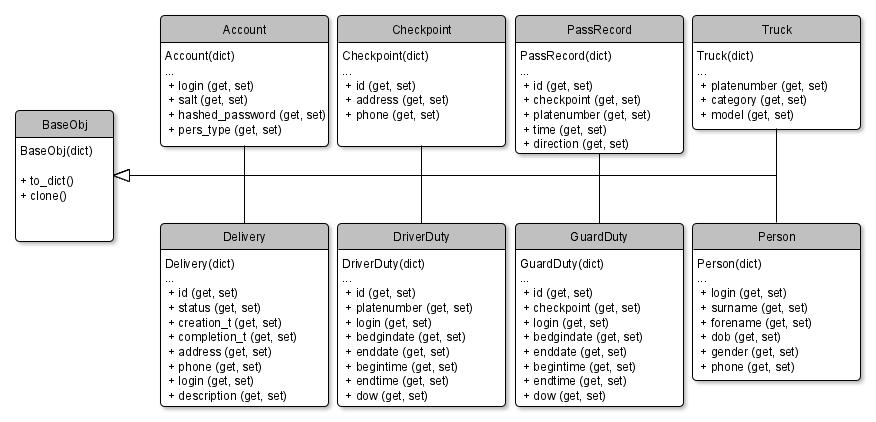 Account
Account(dict)
...
+ login (get, set)
+ salt (get, set)
+ hashed_password (get, set)
+ pers_type (get, set)
Checkpoint
Checkpoint(dict)
...
+ id (get, set)
+ address (get, set)
+ phone (get, set)
PassRecord
PassRecord(dict)
...
+ id (get, set)
+ checkpoint (get, set)
+ platenumber (get, set)
+ time (get, set)
+ direction (get, set)
Truck
Truck(dict)
...
+ platenumber (get, set)
+ category (get, set)
+ model (get, set)
BaseObj
BaseObj(dict)
+ to_dict()
+ clone()
Delivery
Delivery(dict)
...
+ id (get, set)
+ status (get, set)
+ creation_t (get, set)
+ completion_t (get, set)
+ address (get, set)
+ phone (get, set)
+ login (get, set)
+ description (get, set)
DriverDuty
DriverDuty(dict)
...
+ id (get, set)
+ platenumber (get, set)
+ login (get, set)
+ bedgindate (get, set)
+ enddate (get, set)
+ begintime (get, set)
+ endtime (get, set)
+ dow (get, set)
GuardDuty
GuardDuty(dict)
...
+ id (get, set)
+ checkpoint (get, set)
+ login (get, set)
+ bedgindate (get, set)
+ enddate (get, set)
+ begintime (get, set)
+ endtime (get, set)
+ dow (get, set)
Person
Person(dict)
...
+ login (get, set)
+ surname (get, set)
+ forename (get, set)
+ dob (get, set)
+ gender (get, set)
+ phone (get, set)